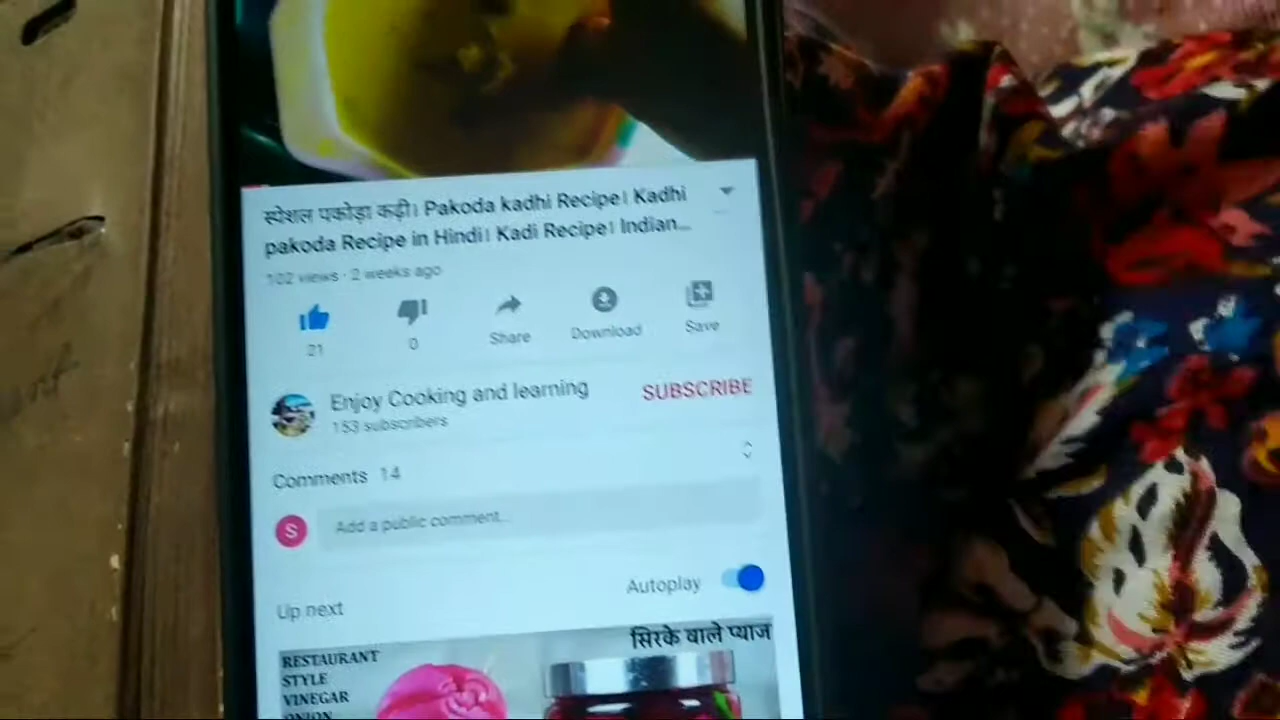 स्पेशल पकोड़ा कढ़ी। Pakoda kadhi Recipe। Kadhi
pakoda Recipe in Hindi। Kadi Recipe। Indian...
102 views · 2 weeks ago
21
0
Share
Download
Save
Enjoy Cooking and learning
SUBSCRIBE
153 subscribers
Comments 14
S
Add a public comment...
Autoplay
Up next
सिरके वाले प्याज
RESTAURANT
STYLE
VINEGAR
ONION